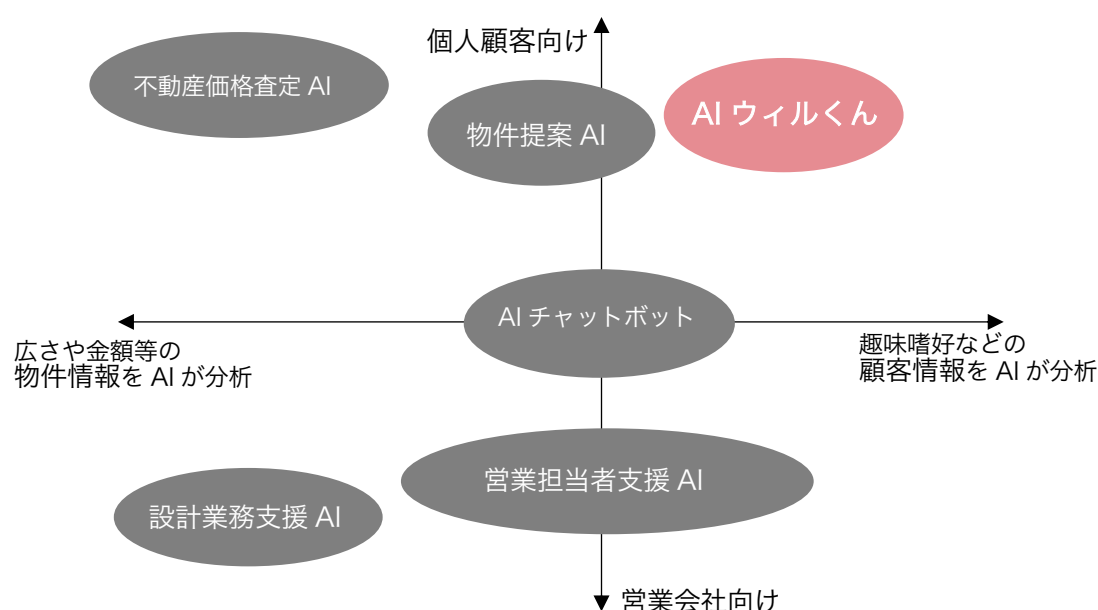 個人顧客向け
不動産価格査定 AI
物件提案 AI
AI ウィルくん
AI チャットボット
広さや金額等の
物件情報を AI が分析
趣味嗜好などの
顧客情報を AI が分析
営業担当者支援 AI
設計業務支援 AI
営業会社向け